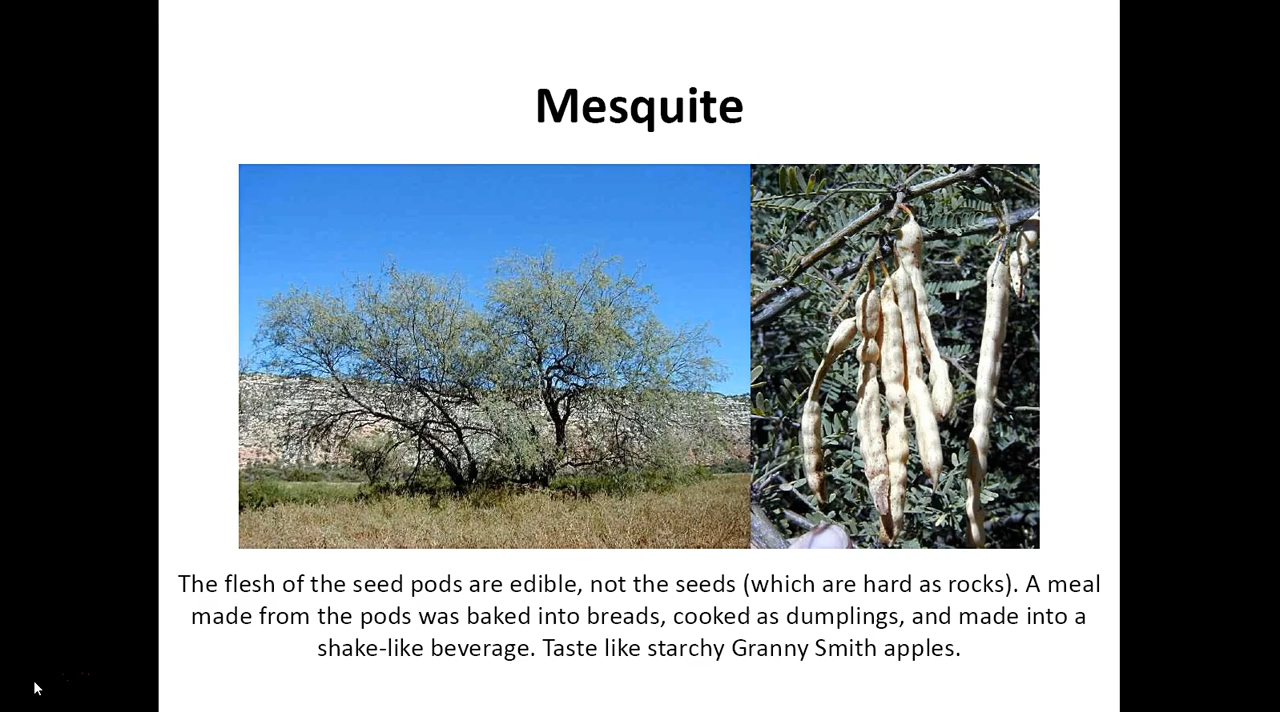 Mesquite
The flesh of the seed pods are edible, not the seeds (which are hard as rocks). A meal
made from the pods was baked into breads, cooked as dumplings, and made into a
shake-like beverage. Taste like starchy Granny Smith apples.